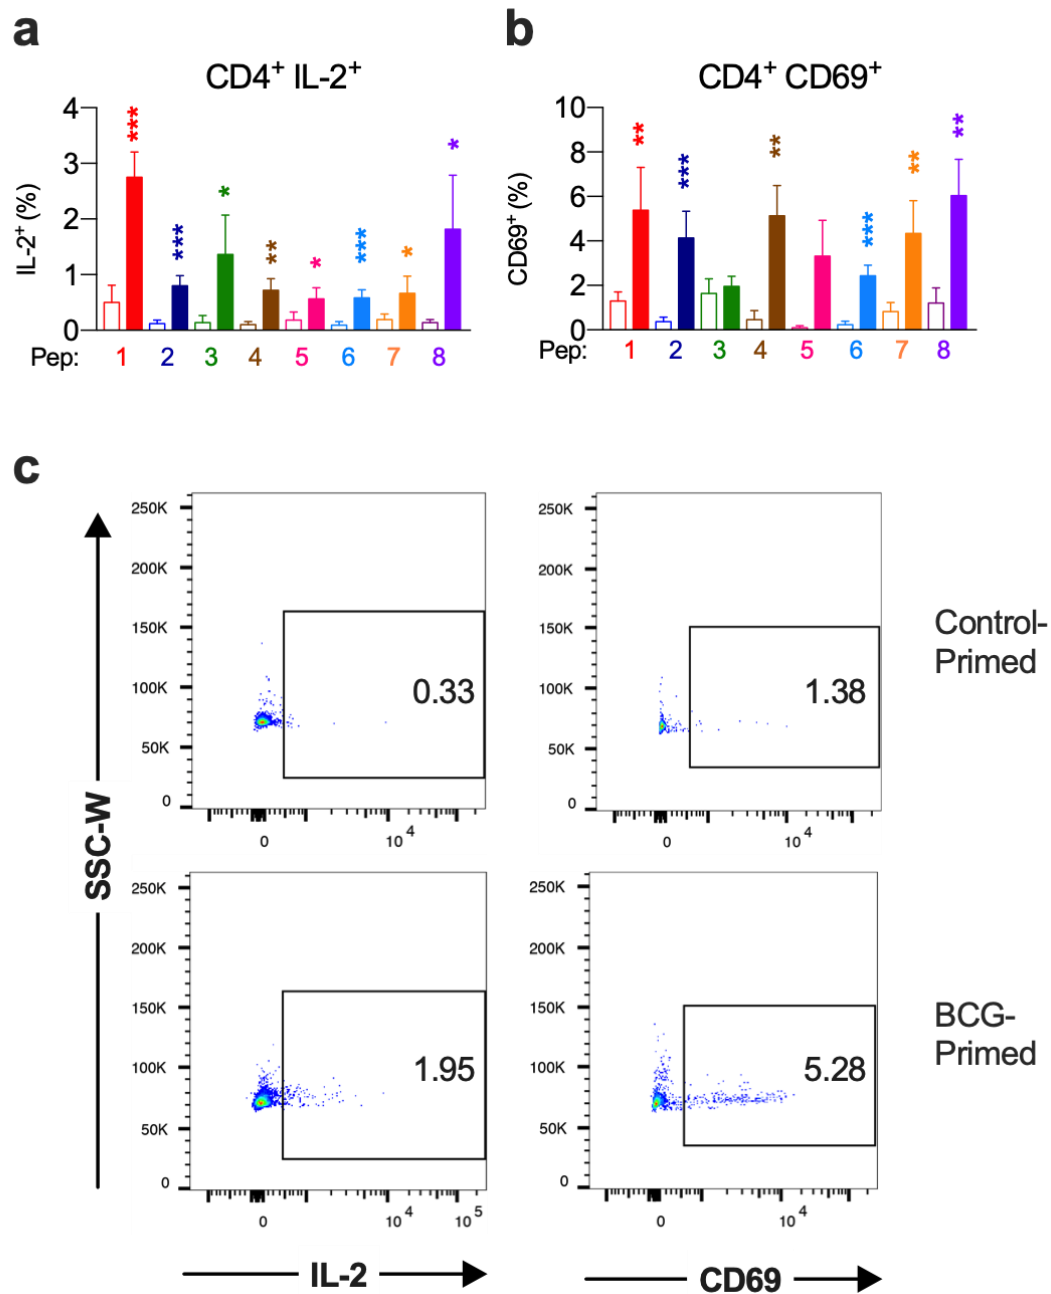 a
CD4⁺ IL-2⁺
IL-2⁺ (%)
4
3
2
1
0
***
***
*
**
*
***
*
*
Pep: 1 2 3 4 5 6 7 8
b
CD4⁺ CD69⁺
CD69⁺ (%)
10
8
6
4
2
0
**
***
**
***
**
**
Pep: 1 2 3 4 5 6 7 8
c
SSC-W
250K
200K
150K
100K
50K
0
0.33
0 10⁴
250K
200K
150K
100K
50K
0
1.38
0 10⁴
Control-
Primed
250K
200K
150K
100K
50K
0
1.95
0 10⁴ 10⁵
IL-2
250K
200K
150K
100K
50K
0
5.28
0 10⁴
CD69
BCG-
Primed